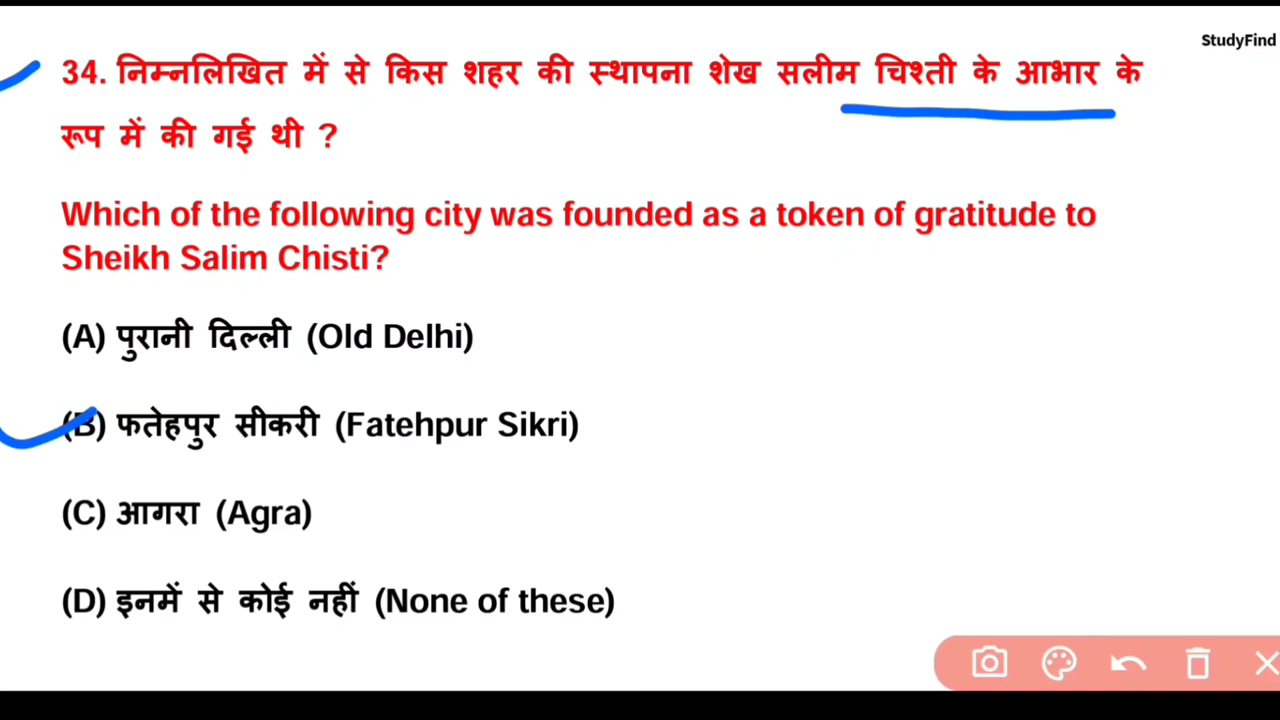 StudyFind
34. निम्नलिखित में से किस शहर की स्थापना शेख सलीम चिश्ती के आभार के
रूप में की गई थी ?
Which of the following city was founded as a token of gratitude to
Sheikh Salim Chisti?
(A) पुरानी दिल्ली (Old Delhi)
(B) फतेहपुर सीकरी (Fatehpur Sikri)
(C) आगरा (Agra)
(D) इनमें से कोई नहीं (None of these)